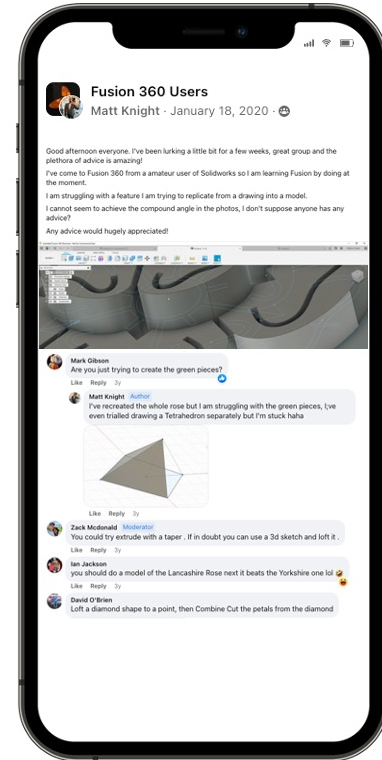 Fusion 360 Users
Matt Knight · January 18, 2020 ·
Good afternoon everyone. I've been lurking a little bit for a few weeks, great group and the
plethora of advice is amazing!
I've come to Fusion 360 from a amateur user of Solidworks so I am learning Fusion by doing at
the moment.
I am struggling with a feature I am trying to replicate from a drawing into a model.
I cannot seem to achieve the compound angle in the photos, I don't suppose anyone has any
advice?
Any advice would hugely appreciated!
Mark Gibson
Are you just trying to create the green pieces?
Like Reply 3y
Matt Knight Author
I've recreated the whole rose but I am struggling with the green pieces, I;ve
even trialled drawing a Tetrahedron separately but I'm stuck haha
Like Reply 3y
Zack Mcdonald Moderator
You could try extrude with a taper . If in doubt you can use a 3d sketch and loft it .
Like Reply 3y
Ian Jackson
you should do a model of the Lancashire Rose next it beats the Yorkshire one lol 🤣
Like Reply 3y
David O'Brien
Loft a diamond shape to a point, then Combine Cut the petals from the diamond